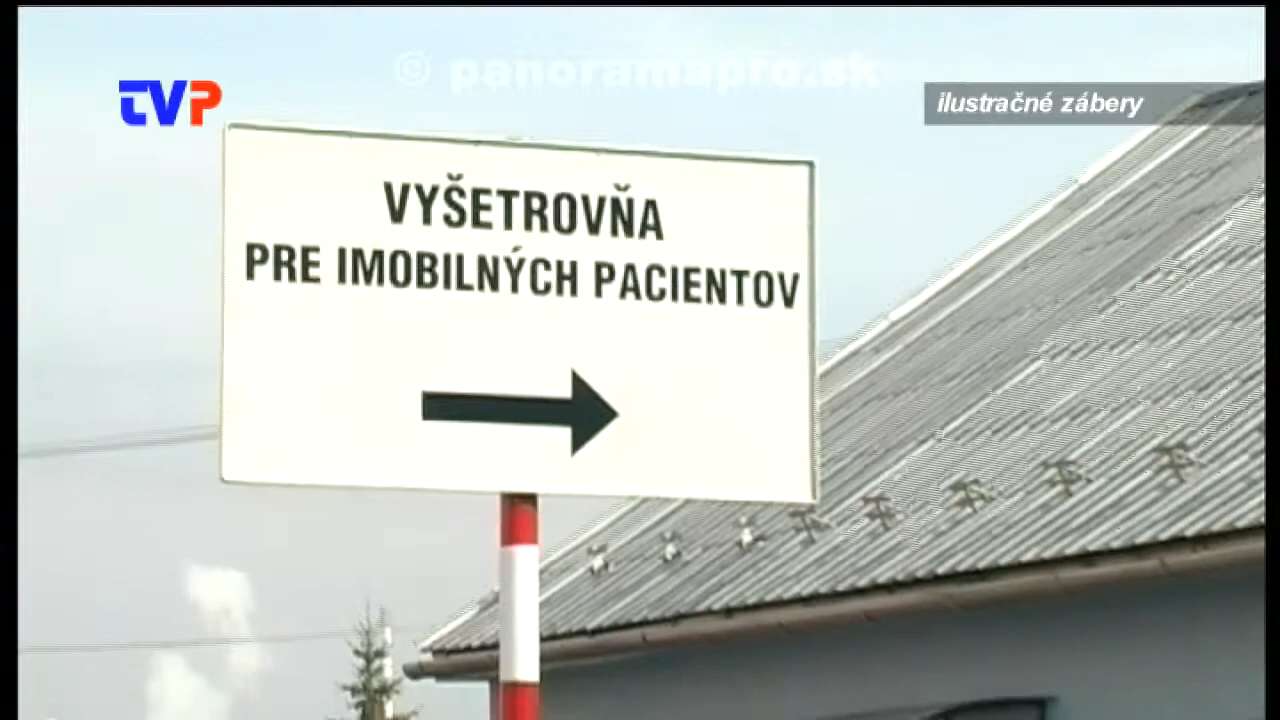 © panoramapro.sk
TVP
ilustračné zábery
VYŠETROVŇA
PRE IMOBILNÝCH PACIENTOV